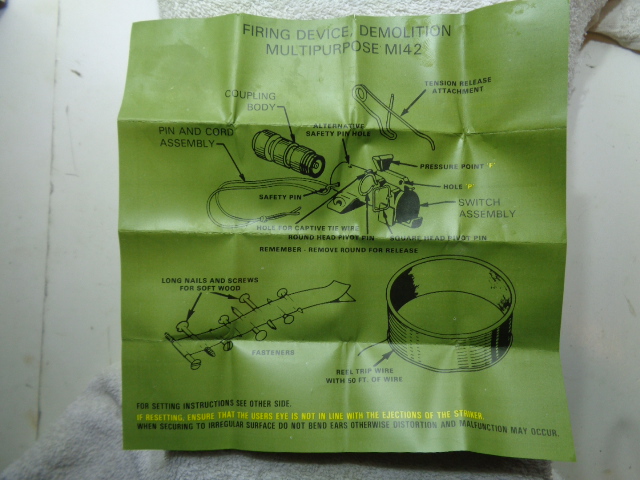 FIRING DEVICE, DEMOLITION
MULTIPURPOSE M142
TENSION RELEASE
ATTACHMENT
COUPLING
BODY
ALTERNATIVE
SAFETY PIN HOLE
PIN AND CORD
ASSEMBLY
PRESSURE POINT "F"
HOLE "P"
SAFETY PIN
SWITCH
ASSEMBLY
HOLE FOR CAPTIVE TIE WIRE
ROUND HEAD PIVOT PIN
SQUARE HEAD PIVOT PIN
REMEMBER - REMOVE ROUND FOR RELEASE
LONG NAILS AND SCREWS
FOR SOFT WOOD
FASTENERS
REEL TRIP WIRE
WITH 50 FT. OF WIRE
FOR SETTING INSTRUCTIONS SEE OTHER SIDE.
IF RESETTING, ENSURE THAT THE USERS EYE IS NOT IN LINE WITH THE EJECTIONS OF THE STRIKER.
WHEN SECURING TO IRREGULAR SURFACE DO NOT BEND EARS OTHERWISE DISTORTION AND MALFUNCTION MAY OCCUR.